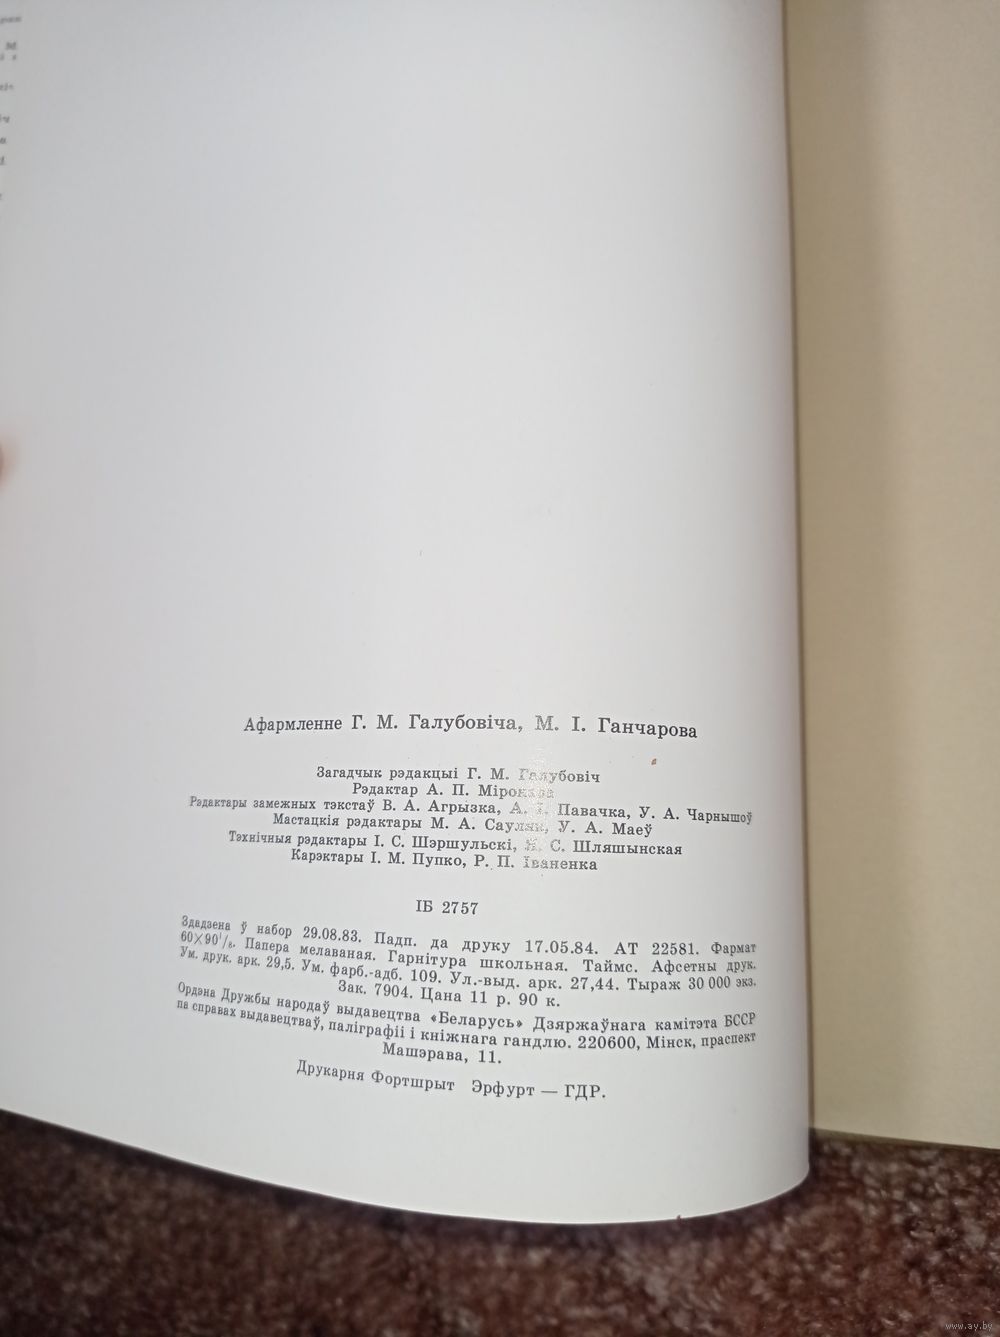 Афармленне Г. М. Галубовіча, М. І. Ганчарова
Загадчык рэдакцыі Г. М. Галубовіч
Рэдактар А. П. Міронава
Рэдактары замежных тэкстаў В. А. Агрызка, А. І. Павачка, У. А. Чарнышоў
Мастацкія рэдактары М. А. Сауляк, У. А. Маеў
Тэхнічныя рэдактары І. С. Шэршульскі, С. Шляшынская
Карэктары І. М. Пупко, Р. П. Іваненка
ІБ 2757
Здадзена ў набор 29.08.83. Падп. да друку 17.05.84. АТ 22581. Фармат
60×90¹/₈. Папера мелаваная. Гарнітура школьная. Таймс. Афсетны друк.
Ум. друк. арк. 29,5. Ум. фарб.-адб. 109. Ул.-выд. арк. 27,44. Тыраж 30 000 экз.
Зак. 7904. Цана 11 р. 90 к.
Ордэна Дружбы народаў выдавецтва «Беларусь» Дзяржаўнага камітэта БССР
па справах выдавецтваў, паліграфіі і кніжнага гандлю. 220600, Мінск, праспект
Машэрава, 11.
Друкарня Фортшрыт Эрфурт — ГДР.
www.ay.by